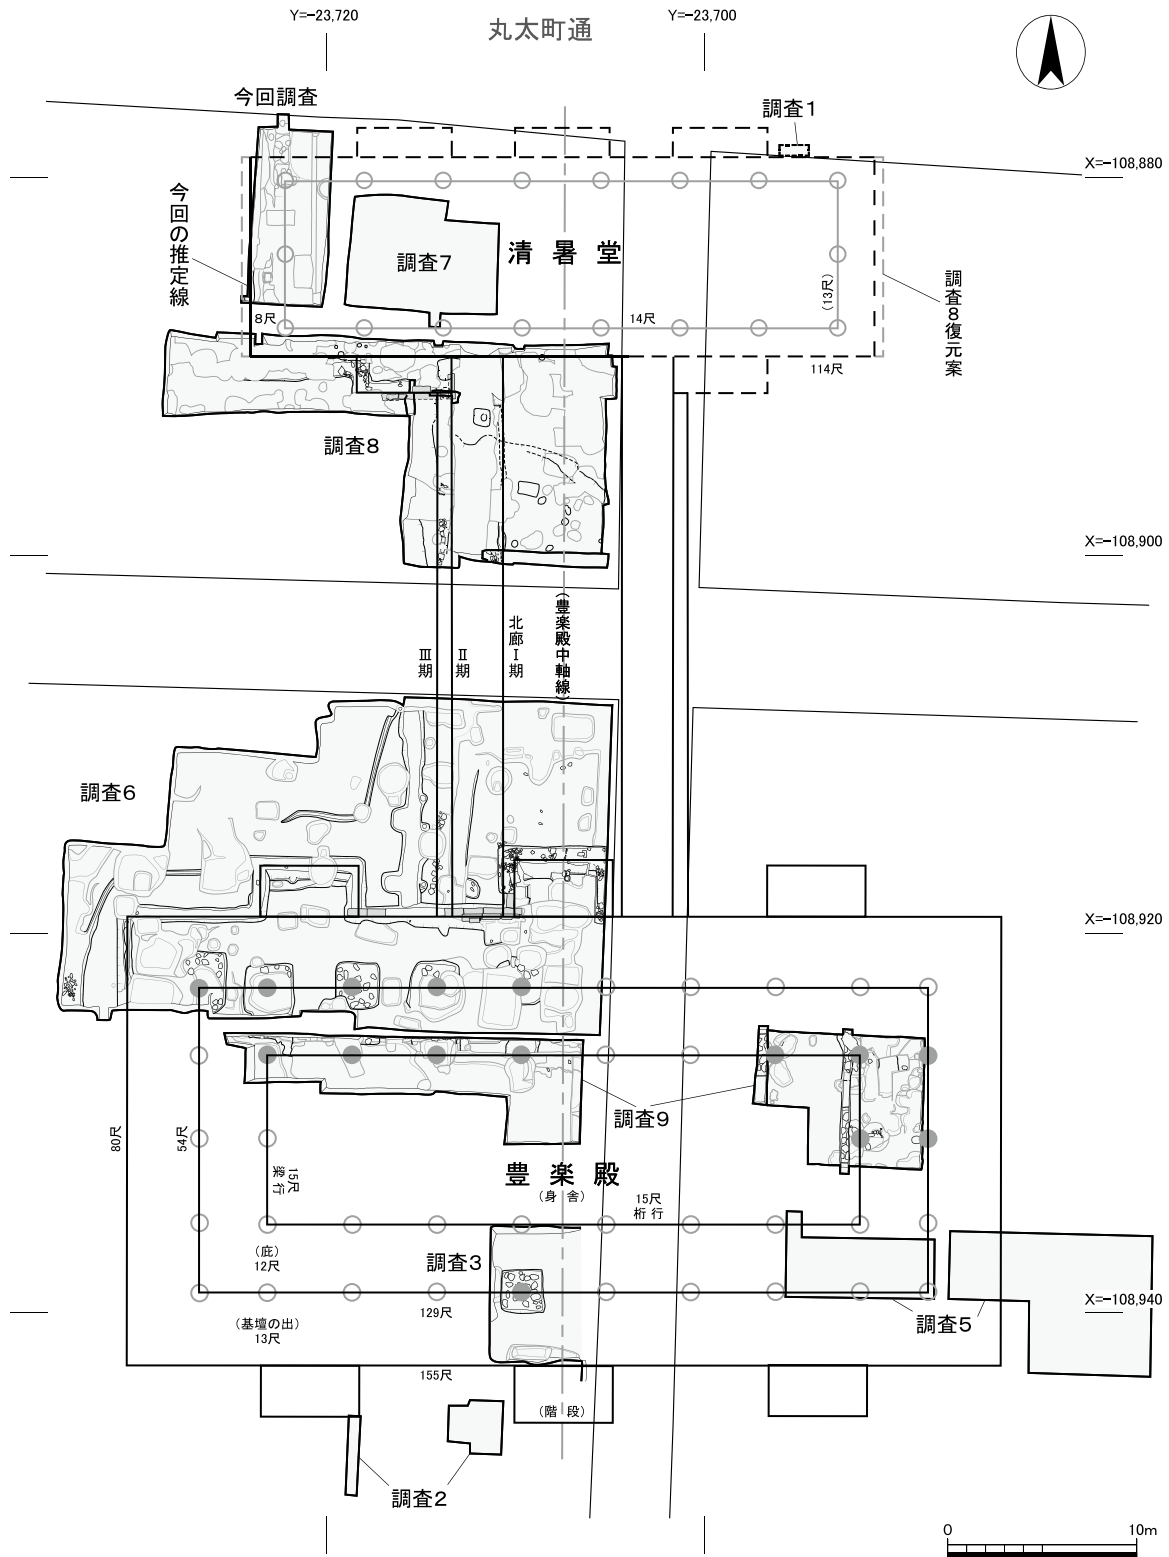 Y=-23,720
丸太町通
Y=-23,700
今回調査
調査1
X=-108,880
今回の推定線
調査7
清暑堂
(13尺)
調査8復元案
8尺
14尺
114尺
調査8
X=-108,900
(豊楽殿中軸線)
北廊Ⅰ期
Ⅱ期
Ⅲ期
調査6
X=-108,920
調査9
80尺
54尺
15尺
梁行
豊楽殿
(身舎)
15尺
桁行
(庇)
12尺
調査3
129尺
X=-108,940
調査5
(基壇の出)
13尺
155尺
(階段)
調査2
0
10m